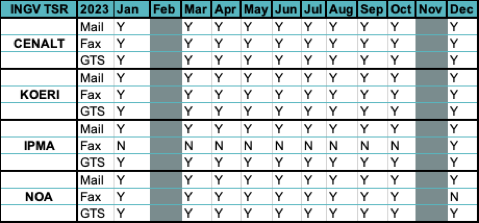 INGV TSR 2023 Jan Feb Mar Apr May Jun Jul Aug Sep Oct Nov Dec
Mail Y Y Y Y Y Y Y Y Y Y
CENALT Fax Y Y Y Y Y Y Y Y Y Y
GTS Y Y Y Y Y Y Y Y Y Y
Mail Y Y Y Y Y Y Y Y Y Y
KOERI Fax Y Y Y Y Y Y Y Y Y Y
GTS Y Y Y Y Y Y Y Y Y Y
Mail Y Y Y Y Y Y Y Y Y Y
IPMA Fax N N N N N N N N N Y
GTS Y Y Y Y Y Y Y Y Y Y
Mail Y Y Y Y Y Y Y Y Y Y
NOA Fax Y Y Y Y Y Y Y Y Y N
GTS Y Y Y Y Y Y Y Y Y Y